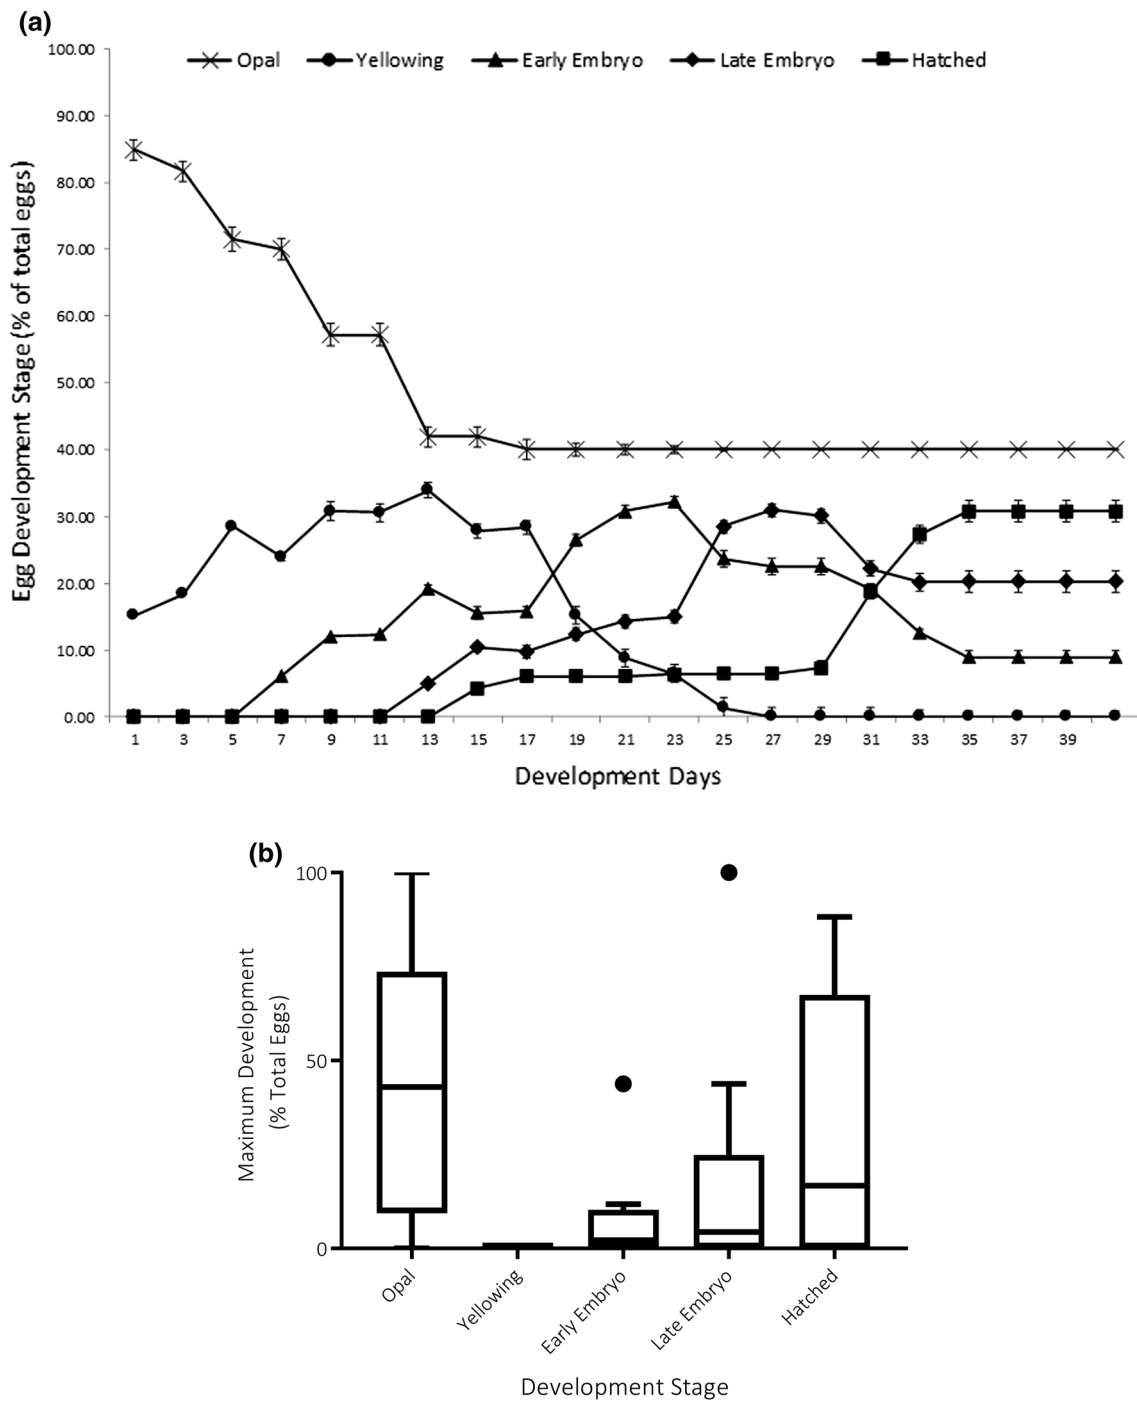 (a)
100.00
Opal Yellowing Early Embryo Late Embryo Hatched
90.00
80.00
70.00
60.00
50.00
40.00
30.00
20.00
10.00
0.00
Egg Development Stage (% of total eggs)
1 3 5 7 9 11 13 15 17 19 21 23 25 27 29 31 33 35 37 39
Development Days
(b)
100
50
0
Maximum Development
(% Total Eggs)
Opal Yellowing Early Embryo Late Embryo Hatched
Development Stage